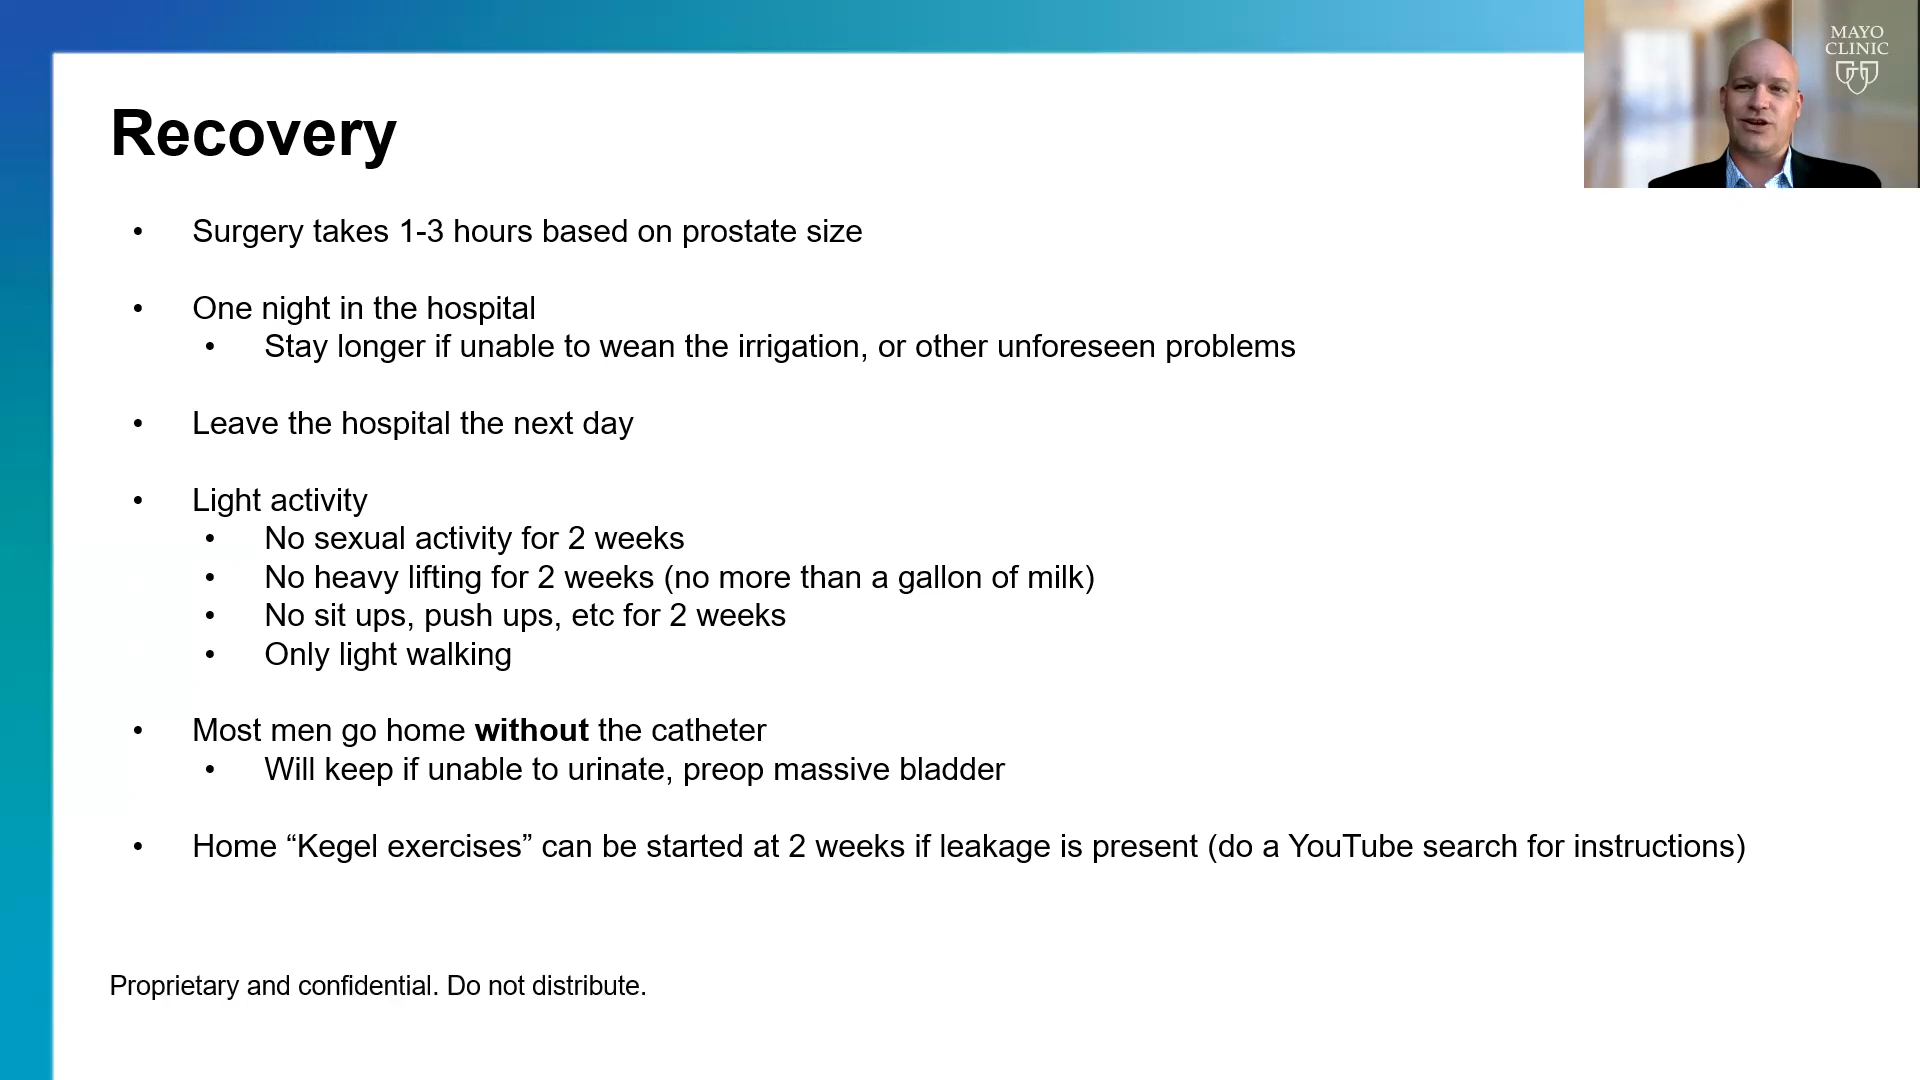 MAYO
CLINIC
Recovery
• Surgery takes 1-3 hours based on prostate size
• One night in the hospital
• Stay longer if unable to wean the irrigation, or other unforeseen problems
• Leave the hospital the next day
• Light activity
• No sexual activity for 2 weeks
• No heavy lifting for 2 weeks (no more than a gallon of milk)
• No sit ups, push ups, etc for 2 weeks
• Only light walking
• Most men go home without the catheter
• Will keep if unable to urinate, preop massive bladder
• Home “Kegel exercises” can be started at 2 weeks if leakage is present (do a YouTube search for instructions)
Proprietary and confidential. Do not distribute.